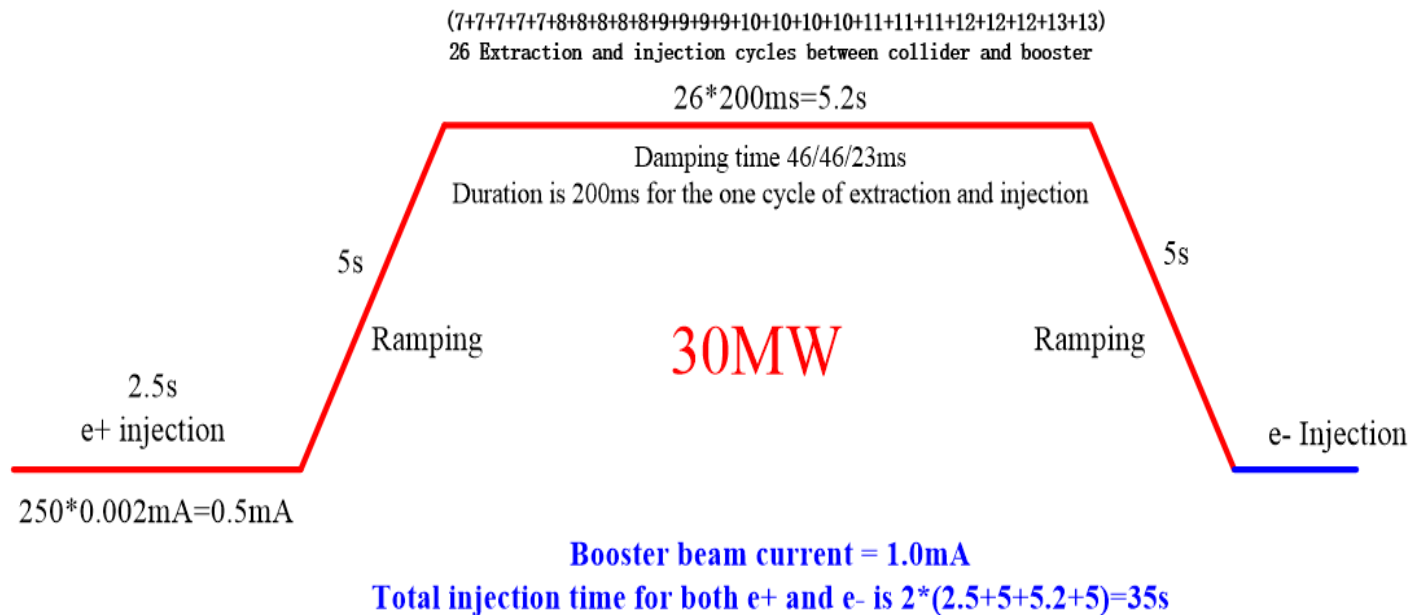 (7+7+7+7+7+8+8+8+8+8+9+9+9+9+10+10+10+10+11+11+11+12+12+12+13+13)
26 Extraction and injection cycles between collider and booster
26*200ms=5.2s
Damping time 46/46/23ms
Duration is 200ms for the one cycle of extraction and injection
5s
5s
Ramping
30MW
Ramping
2.5s
e+ injection
e- Injection
250*0.002mA=0.5mA
Booster beam current = 1.0mA
Total injection time for both e+ and e- is 2*(2.5+5+5.2+5)=35s